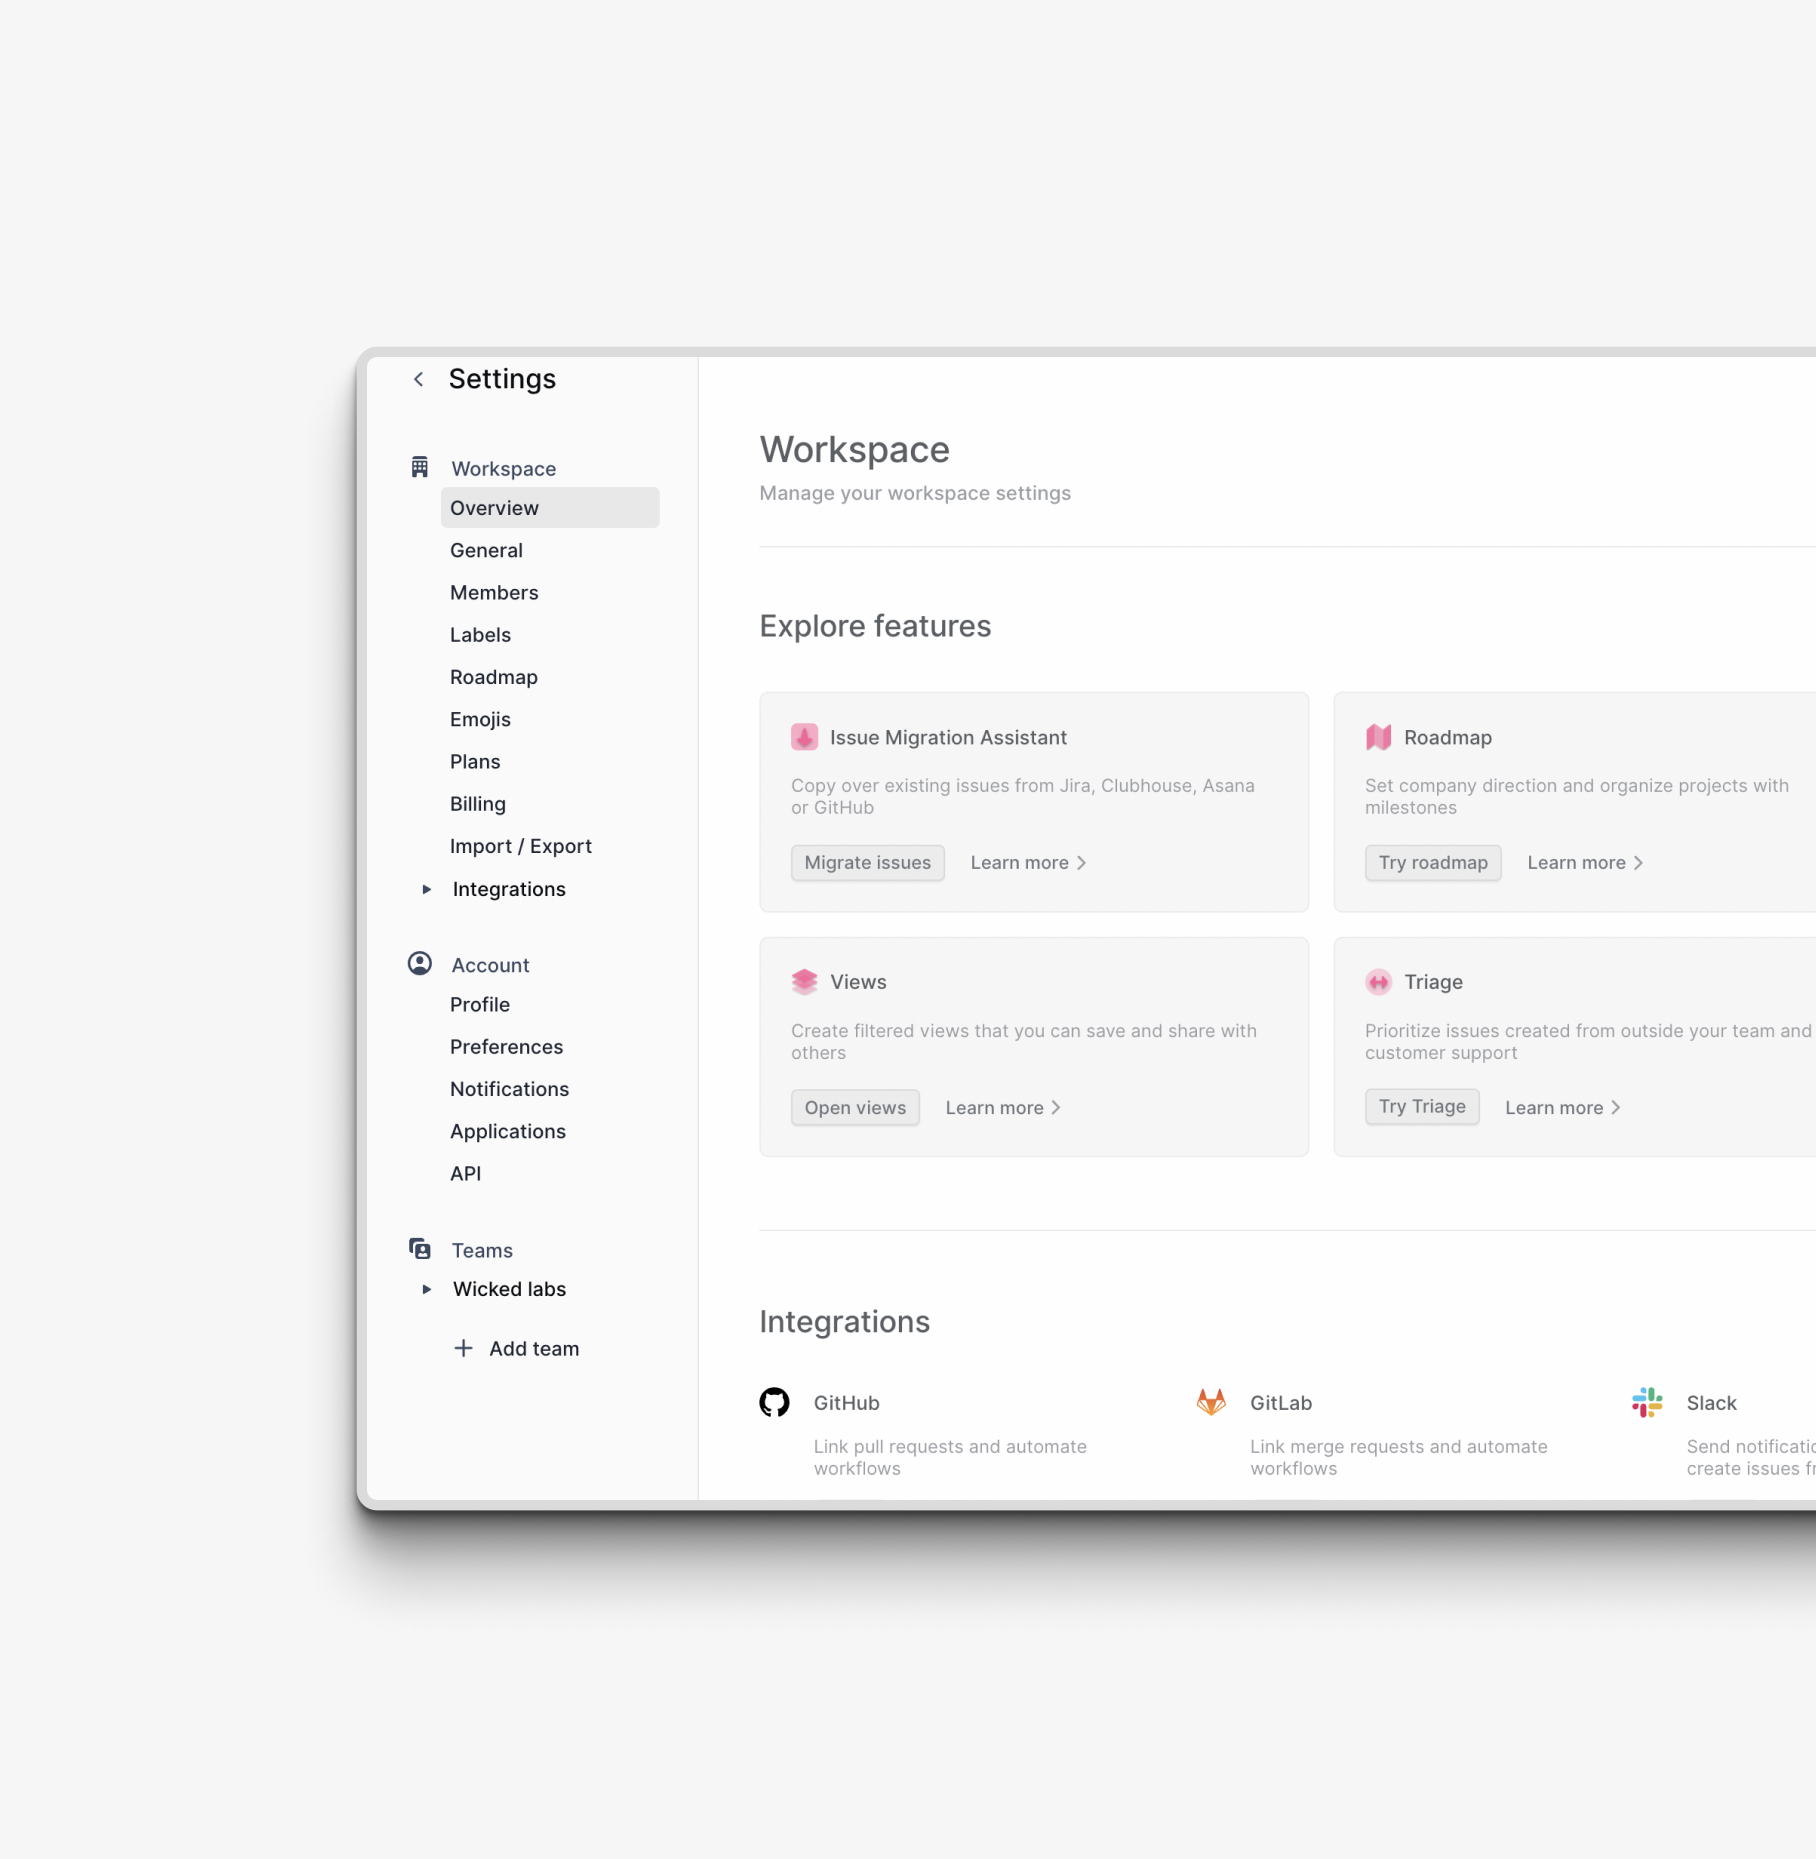 Settings
Workspace
Overview
General
Members
Labels
Roadmap
Emojis
Plans
Billing
Import / Export
Integrations
Account
Profile
Preferences
Notifications
Applications
API
Teams
Wicked labs
Add team
Workspace
Manage your workspace settings
Explore features
Issue Migration Assistant
Copy over existing issues from Jira, Clubhouse, Asana
or GitHub
Migrate issues
Learn more
Roadmap
Set company direction and organize projects with
milestones
Try roadmap
Learn more
Views
Create filtered views that you can save and share with
others
Open views
Learn more
Triage
Prioritize issues created from outside your team and
customer support
Try Triage
Learn more
Integrations
GitHub
Link pull requests and automate
workflows
GitLab
Link merge requests and automate
workflows
Slack
Send
create issues